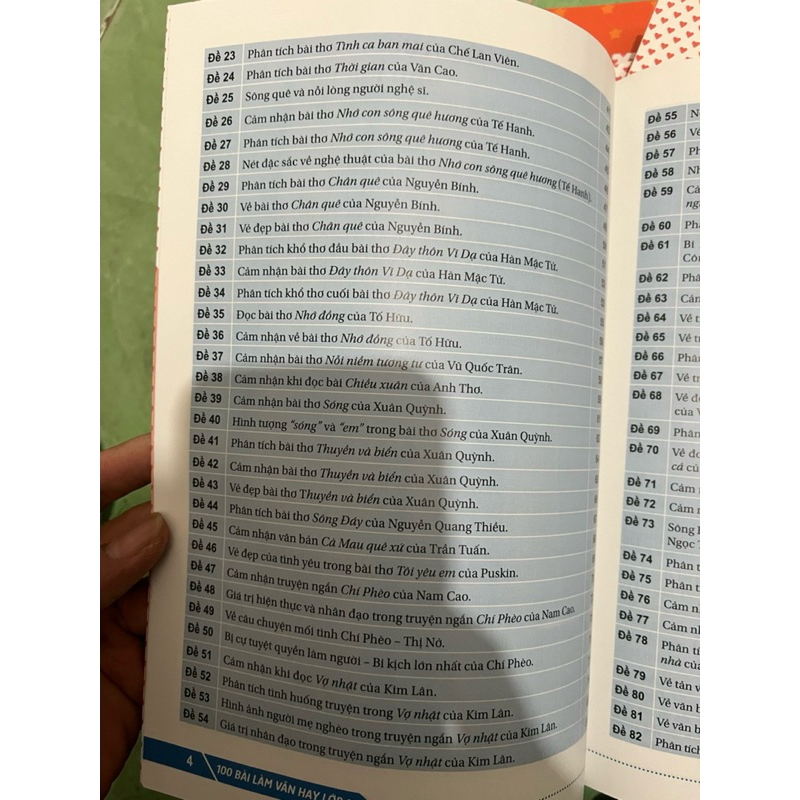 Đề 23 Phân tích bài thơ Tình ca ban mai của Chế Lan Viên.
Đề 24 Phân tích bài thơ Thời gian của Văn Cao.
Đề 25 Sông quê và nỗi lòng người nghệ sĩ.
Đề 26 Cảm nhận bài thơ Nhớ con sông quê hương của Tế Hanh.
Đề 27 Phân tích bài thơ Nhớ con sông quê hương của Tế Hanh.
Đề 28 Nét đặc sắc về nghệ thuật của bài thơ Nhớ con sông quê hương (Tế Hanh).
Đề 29 Phân tích bài thơ Chân quê của Nguyễn Bính.
Đề 30 Về bài thơ Chân quê của Nguyễn Bính.
Đề 31 Vẻ đẹp bài thơ Chân quê của Nguyễn Bính.
Đề 32 Phân tích khổ thơ đầu bài thơ Đây thôn Vĩ Dạ của Hàn Mặc Tử.
Đề 33 Cảm nhận bài thơ Đây thôn Vĩ Dạ của Hàn Mặc Tử.
Đề 34 Phân tích khổ thơ cuối bài thơ Đây thôn Vĩ Dạ của Hàn Mặc Tử.
Đề 35 Đọc bài thơ Nhớ đồng của Tố Hữu.
Đề 36 Cảm nhận về bài thơ Nhớ đồng của Tố Hữu.
Đề 37 Cảm nhận bài thơ Nỗi niềm tương tư của Vũ Quốc Trân.
Đề 38 Cảm nhận khi đọc bài Chiều xuân của Anh Thơ.
Đề 39 Cảm nhận bài thơ Sóng của Xuân Quỳnh.
Đề 40 Hình tượng "sóng" và "em" trong bài thơ Sóng của Xuân Quỳnh.
Đề 41 Phân tích bài thơ Thuyền và biển của Xuân Quỳnh.
Đề 42 Cảm nhận bài thơ Thuyền và biển của Xuân Quỳnh.
Đề 43 Vẻ đẹp bài thơ Thuyền và biển của Xuân Quỳnh.
Đề 44 Phân tích bài thơ Sông Đáy của Nguyễn Quang Thiều.
Đề 45 Cảm nhận văn bản Cà Mau quê xứ của Trần Tuấn.
Đề 46 Vẻ đẹp của tình yêu trong bài thơ Tôi yêu em của Puskin.
Đề 47 Cảm nhận truyện ngắn Chí Phèo của Nam Cao.
Đề 48 Giá trị hiện thực và nhân đạo trong truyện ngắn Chí Phèo của Nam Cao.
Đề 49 Về câu chuyện mối tình Chí Phèo – Thị Nở.
Đề 50 Bị cự tuyệt quyền làm người – Bi kịch lớn nhất của Chí Phèo.
Đề 51 Cảm nhận khi đọc Vợ nhặt của Kim Lân.
Đề 52 Phân tích tình huống truyện trong Vợ nhặt của Kim Lân.
Đề 53 Hình ảnh người mẹ nghèo trong truyện ngắn Vợ nhặt của Kim Lân.
Đề 54 Giá trị nhân đạo trong truyện ngắn Vợ nhặt của Kim Lân.
4 100 BÀI LÀM VĂN HAY LỚP
Đề 55
Đề 56 Vẻ
Đề 57
Đề 58
Đề 59
Đề 60
Đề 61 Bi
Đề 62
Đề 63
Đề 64 Về
Đề 65 Về
Đề 66 Phân
Đề 67 Về
Đề 68 Vẻ
của
Đề 69 Phân
Đề 70 Vẻ
cá củ
Đề 71 Cảm
Đề 72 Cảm
Đề 73 Sông
Ngọc
Đề 74 Phân
Đề 75 Phân
Đề 76 Cảm
Đề 77 Cảm
Đề 78 Phân
nhà của
Đề 79 Về tản
Đề 80 Về văn
Đề 81 Về văn
Đề 82 Phân tích